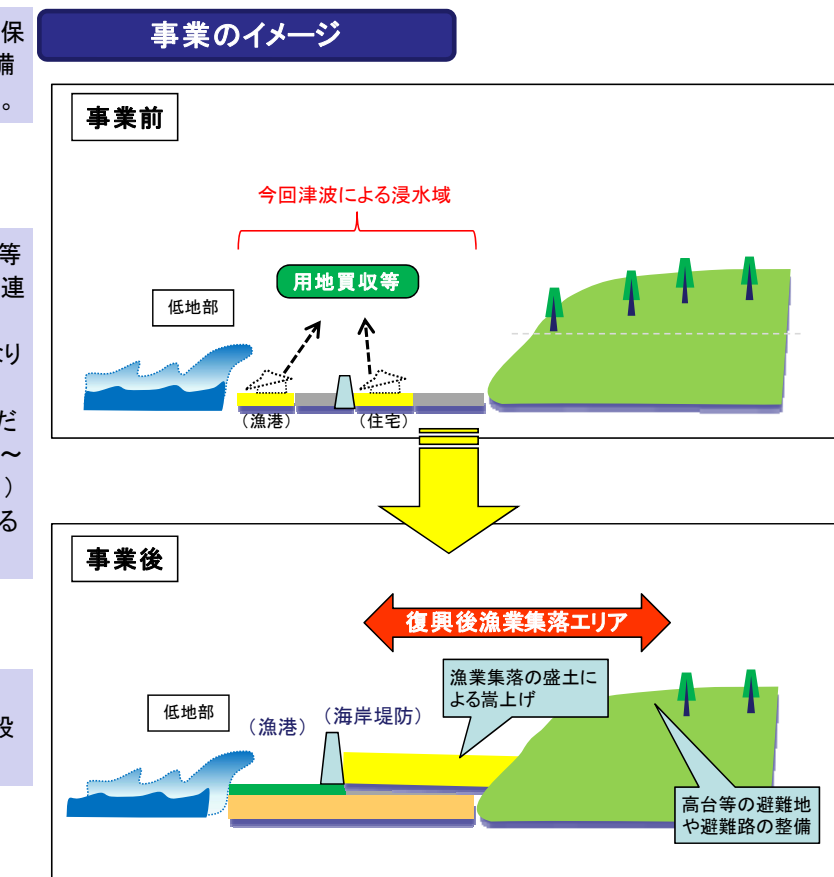 保
備
。
等
連
り
だ
～
）
る
設
事業のイメージ
事業前
今回津波による浸水域
用地買収等
低地部
（漁港）
（住宅）
事業後
復興後漁業集落エリア
漁業集落の盛土に
よる嵩上げ
低地部
（漁港）
（海岸堤防）
高台等の避難地
や避難路の整備